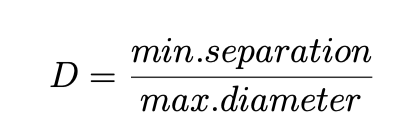 D = min.separation / max.diameter